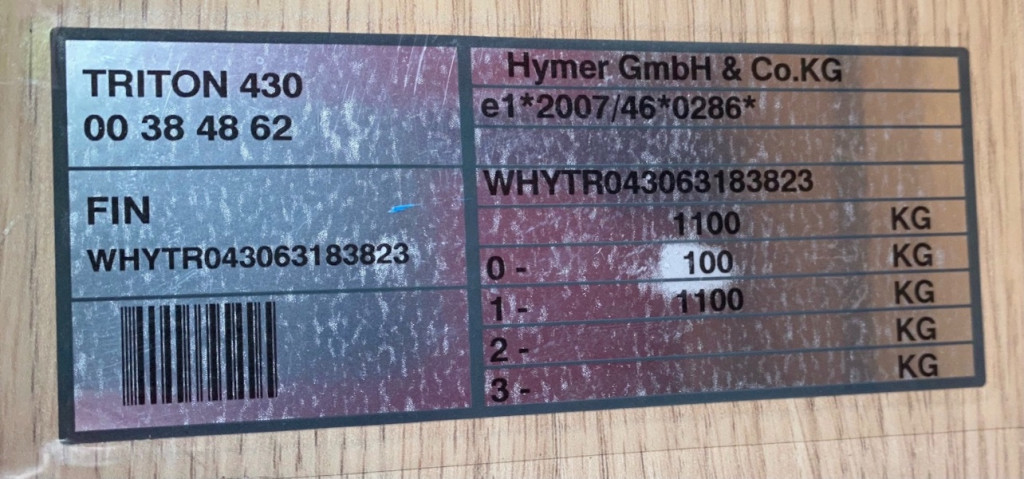 TRITON 430
00 38 48 62
FIN
WHYTR043063183823
Hymer GmbH & Co.KG
e1*2007/46*0286*
WHYTR043063183823
1100 KG
0 - 100 KG
1 - 1100 KG
2 - KG
3 - KG